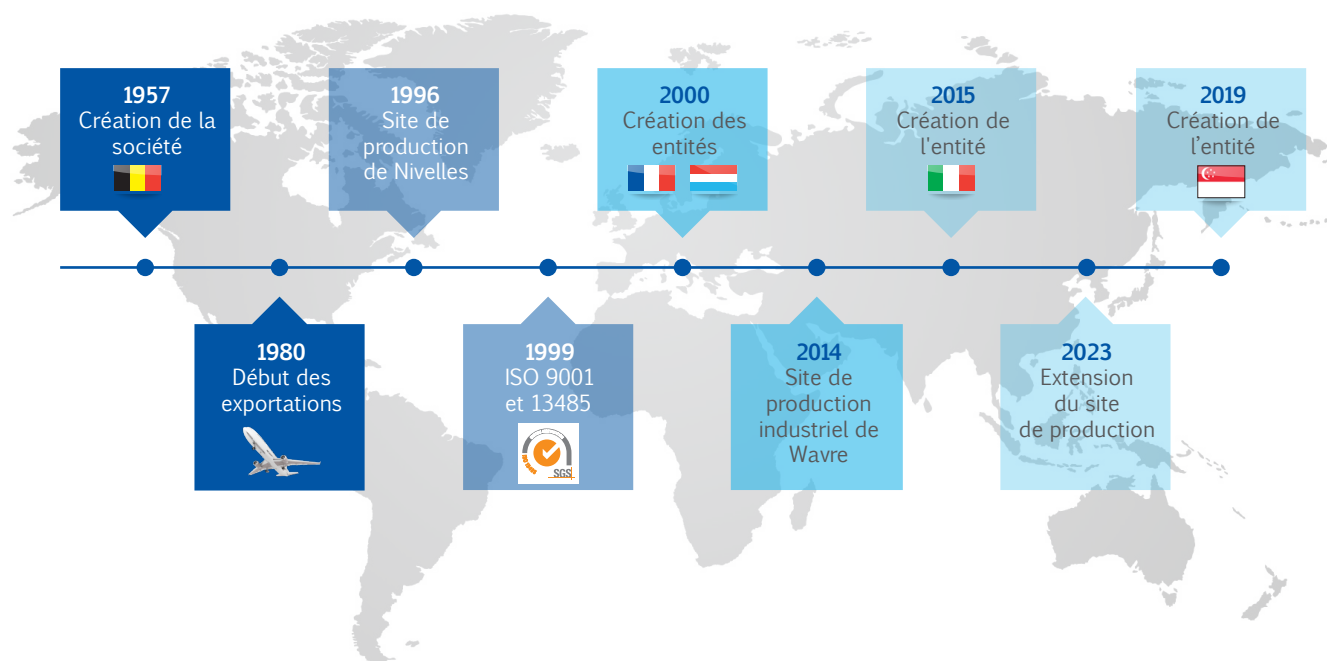 1957
Création de la
société
1980
Début des
exportations
1996
Site de
production
de Nivelles
1999
ISO 9001
et 13485
SGS
2000
Création des
entités
2014
Site de
production
industriel de
Wavre
2015
Création de
l'entité
2023
Extension
du site
de production
2019
Création de
l’entité